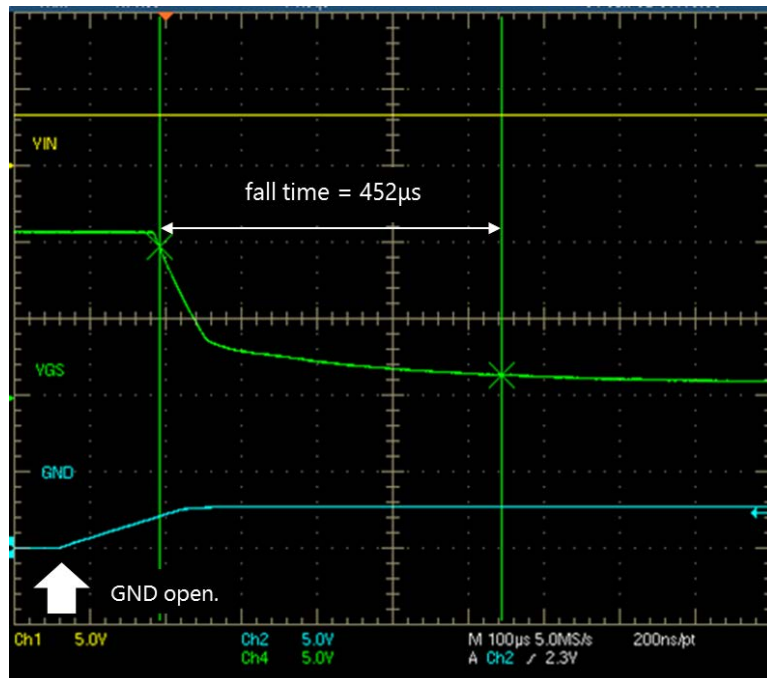 VIN
fall time = 452µs
VGS
GND
GND open.
Ch1 5.0V Ch2 5.0V M 100µs 5.0MS/s 200ns/pt
Ch4 5.0V A Ch2 ∫ 2.3V